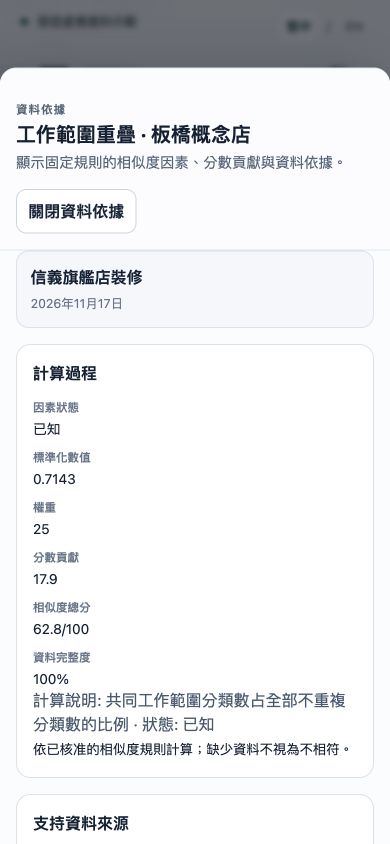 資料依據
工作範圍重疊 · 板橋概念店
顯示固定規則的相似度因素、分數貢獻與資料依據。
關閉資料依據
信義旗艦店裝修
2026年11月17日
計算過程
因素狀態
已知
標準化數值
0.7143
權重
25
分數貢獻
17.9
相似度總分
62.8/100
資料完整度
100%
計算說明: 共同工作範圍分類數占全部不重複
分類數的比例 · 狀態: 已知
依已核准的相似度規則計算；缺少資料不視為不相符。
支持資料來源